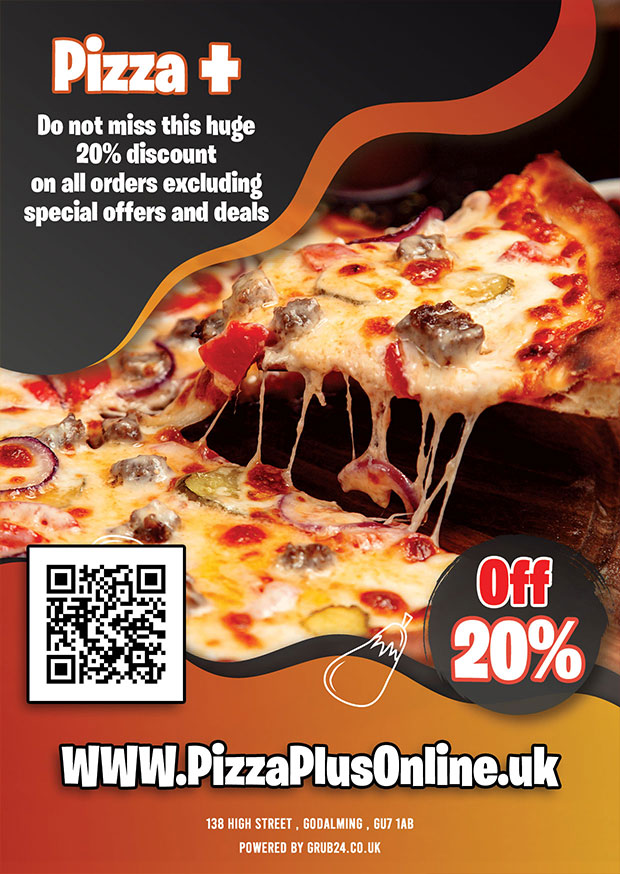 Pizza +
Do not miss this huge
20% discount
on all orders excluding
special offers and deals
Off
20%
WWW.PizzaPlusOnline.uk
138 HIGH STREET , GODALMING , GU7 1AB
POWERED BY GRUB24.CO.UK